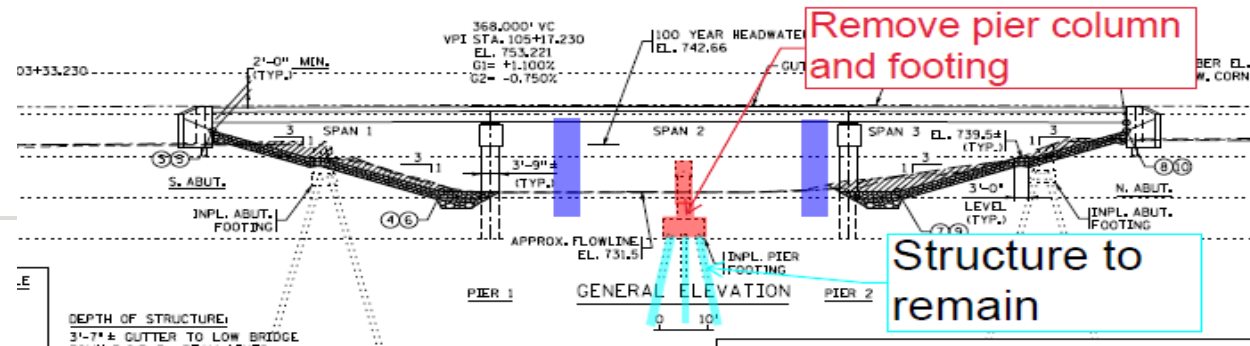 368.000' VC
VPI STA. 105+17.230
EL. 753.221
G1= +1.100%
G2= -0.750%
100 YEAR HEADWATER
EL. 742.66
Remove pier column
and footing
2'-0" MIN.
(TYP.)
03+33.230
GUT
BER EL.
W. CORN
3
1
SPAN 1
SPAN 2
SPAN 3
EL. 739.5±
(TYP.)
3
1
3
1
3
1
3'-9"±
(TYP.)
S. ABUT.
8 10
3'-0"
LEVEL
(TYP.)
N. ABUT.
INPL. ABUT.
FOOTING
4 6
INPL. ABUT.
FOOTING
7 9
APPROX. FLOWLINE
EL. 731.5
INPL. PIER
FOOTING
Structure to
remain
PIER 1
GENERAL ELEVATION
PIER 2
0 10'
LE
DEPTH OF STRUCTURE:
3'-7"± GUTTER TO LOW BRIDGE